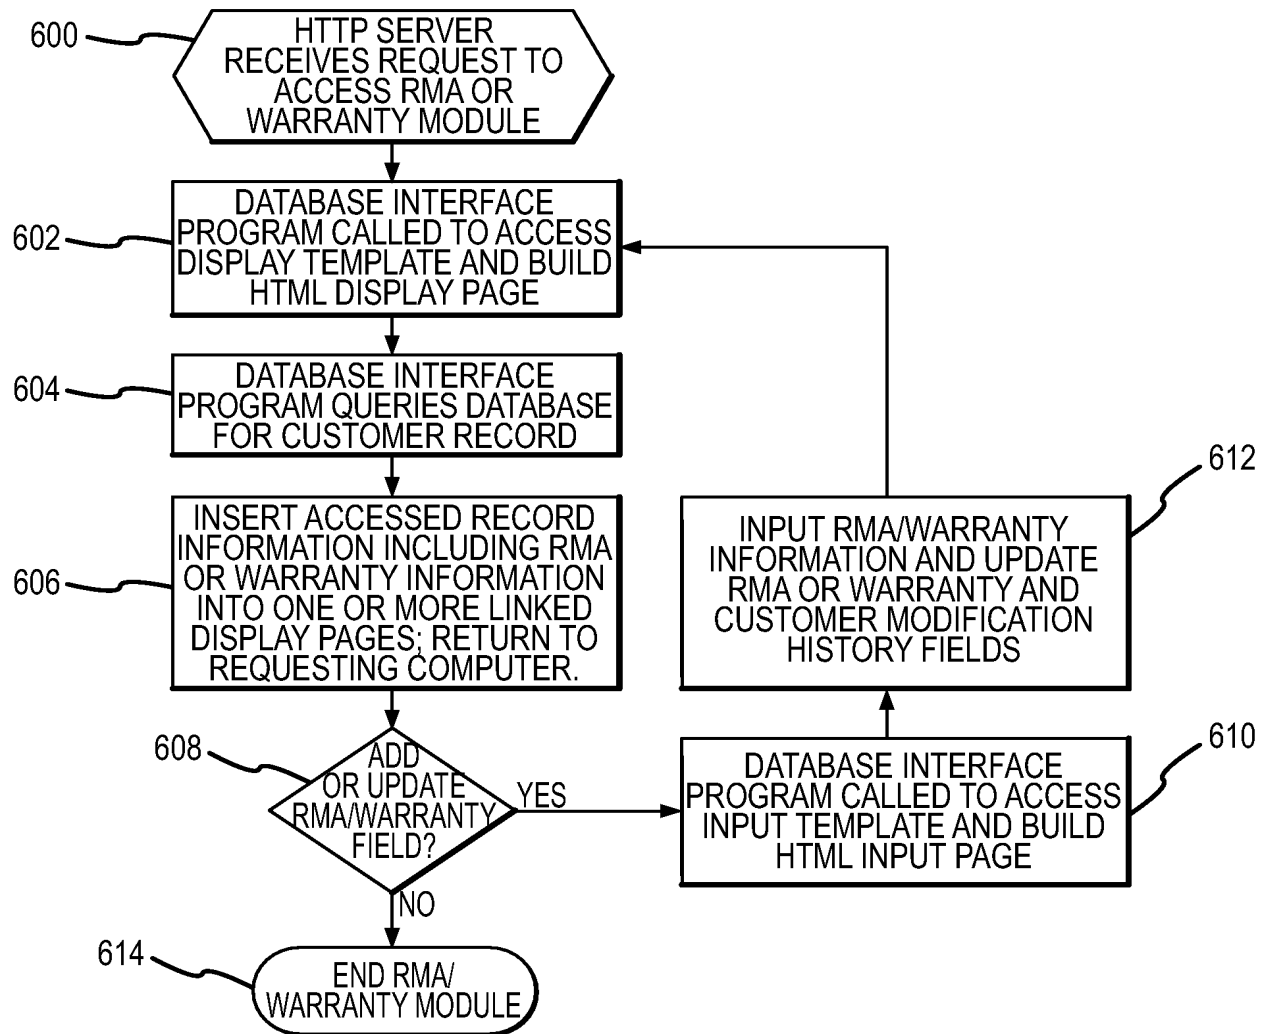 600
HTTP SERVER
RECEIVES REQUEST TO
ACCESS RMA OR
WARRANTY MODULE
602
DATABASE INTERFACE
PROGRAM CALLED TO ACCESS
DISPLAY TEMPLATE AND BUILD
HTML DISPLAY PAGE
604
DATABASE INTERFACE
PROGRAM QUERIES DATABASE
FOR CUSTOMER RECORD
606
INSERT ACCESSED RECORD
INFORMATION INCLUDING RMA
OR WARRANTY INFORMATION
INTO ONE OR MORE LINKED
DISPLAY PAGES; RETURN TO
REQUESTING COMPUTER.
608
ADD
OR UPDATE
RMA/WARRANTY
FIELD?
YES
NO
610
DATABASE INTERFACE
PROGRAM CALLED TO ACCESS
INPUT TEMPLATE AND BUILD
HTML INPUT PAGE
612
INPUT RMA/WARRANTY
INFORMATION AND UPDATE
RMA OR WARRANTY AND
CUSTOMER MODIFICATION
HISTORY FIELDS
614
END RMA/
WARRANTY MODULE